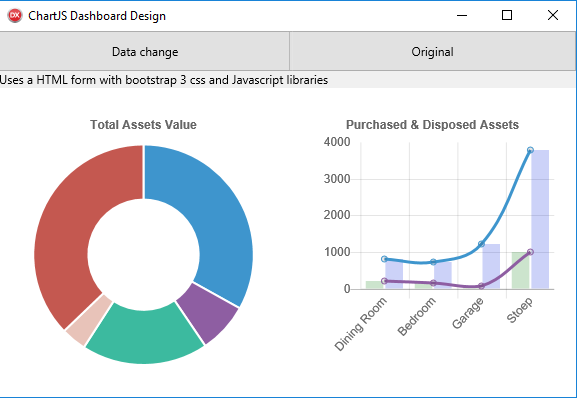 DX ChartJS Dashboard Design
Data change
Original
Uses a HTML form with bootstrap 3 css and Javascript libraries
Total Assets Value
Purchased & Disposed Assets
4000
3000
2000
1000
0
Dining Room
Bedroom
Garage
Stoep